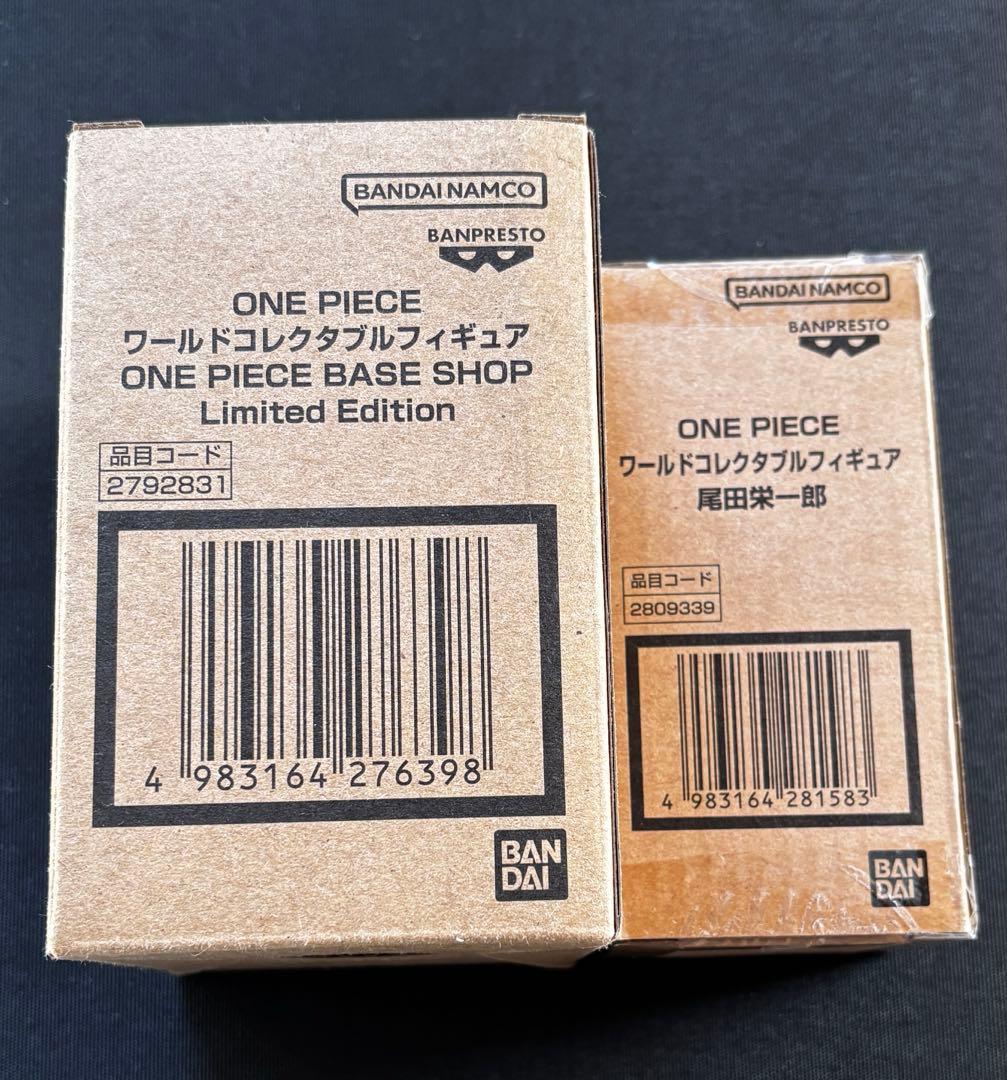 BANDAI NAMCO
BANPRESTO
ONE PIECE
ワールドコレクタブルフィギュア
ONE PIECE BASE SHOP
Limited Edition
品目コード
2792831
4 983164 276398
BAN
DAI
BANDAI NAMCO
BANPRESTO
ONE PIECE
ワールドコレクタブルフィギュア
尾田栄一郎
品目コード
2809339
4 983164 281583
BAN
DAI